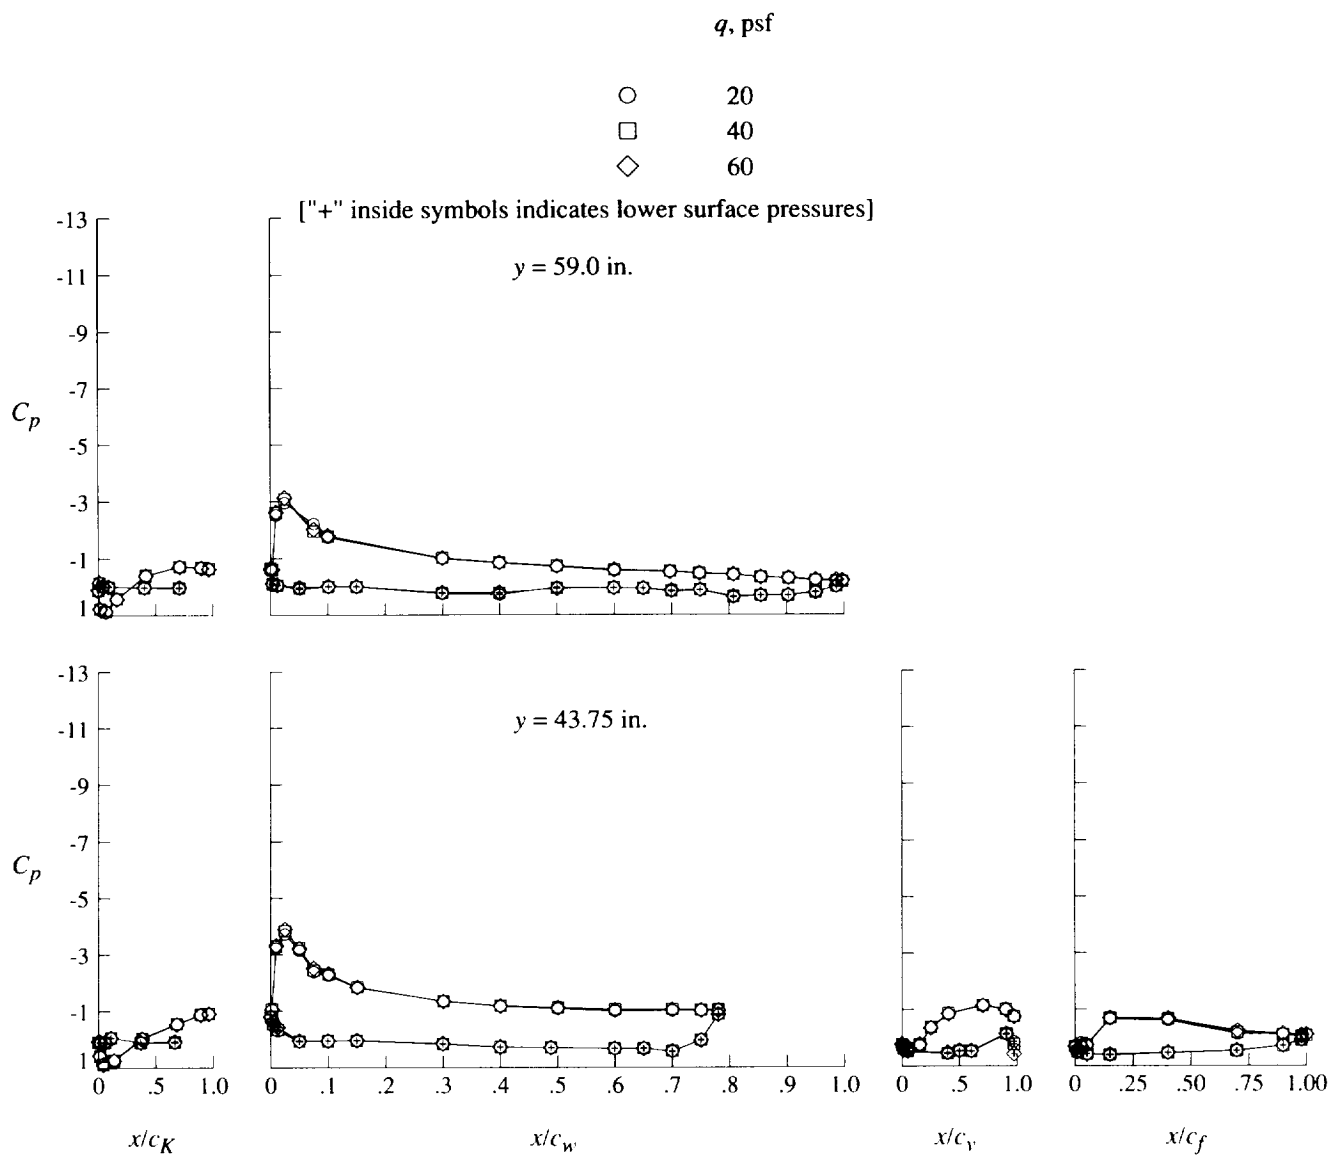 q, psf
20
40
60
["+" inside symbols indicates lower surface pressures]
y = 59.0 in.
-13
-11
-9
-7
-5
-3
-1
1
C_p
y = 43.75 in.
-13
-11
-9
-7
-5
-3
-1
1
C_p
0 .5 1.0
0 .1 .2 .3 .4 .5 .6 .7 .8 .9 1.0
0 .5 1.0
0 .25 .50 .75 1.00
x/c_K
x/c_w
x/c_v
x/c_f